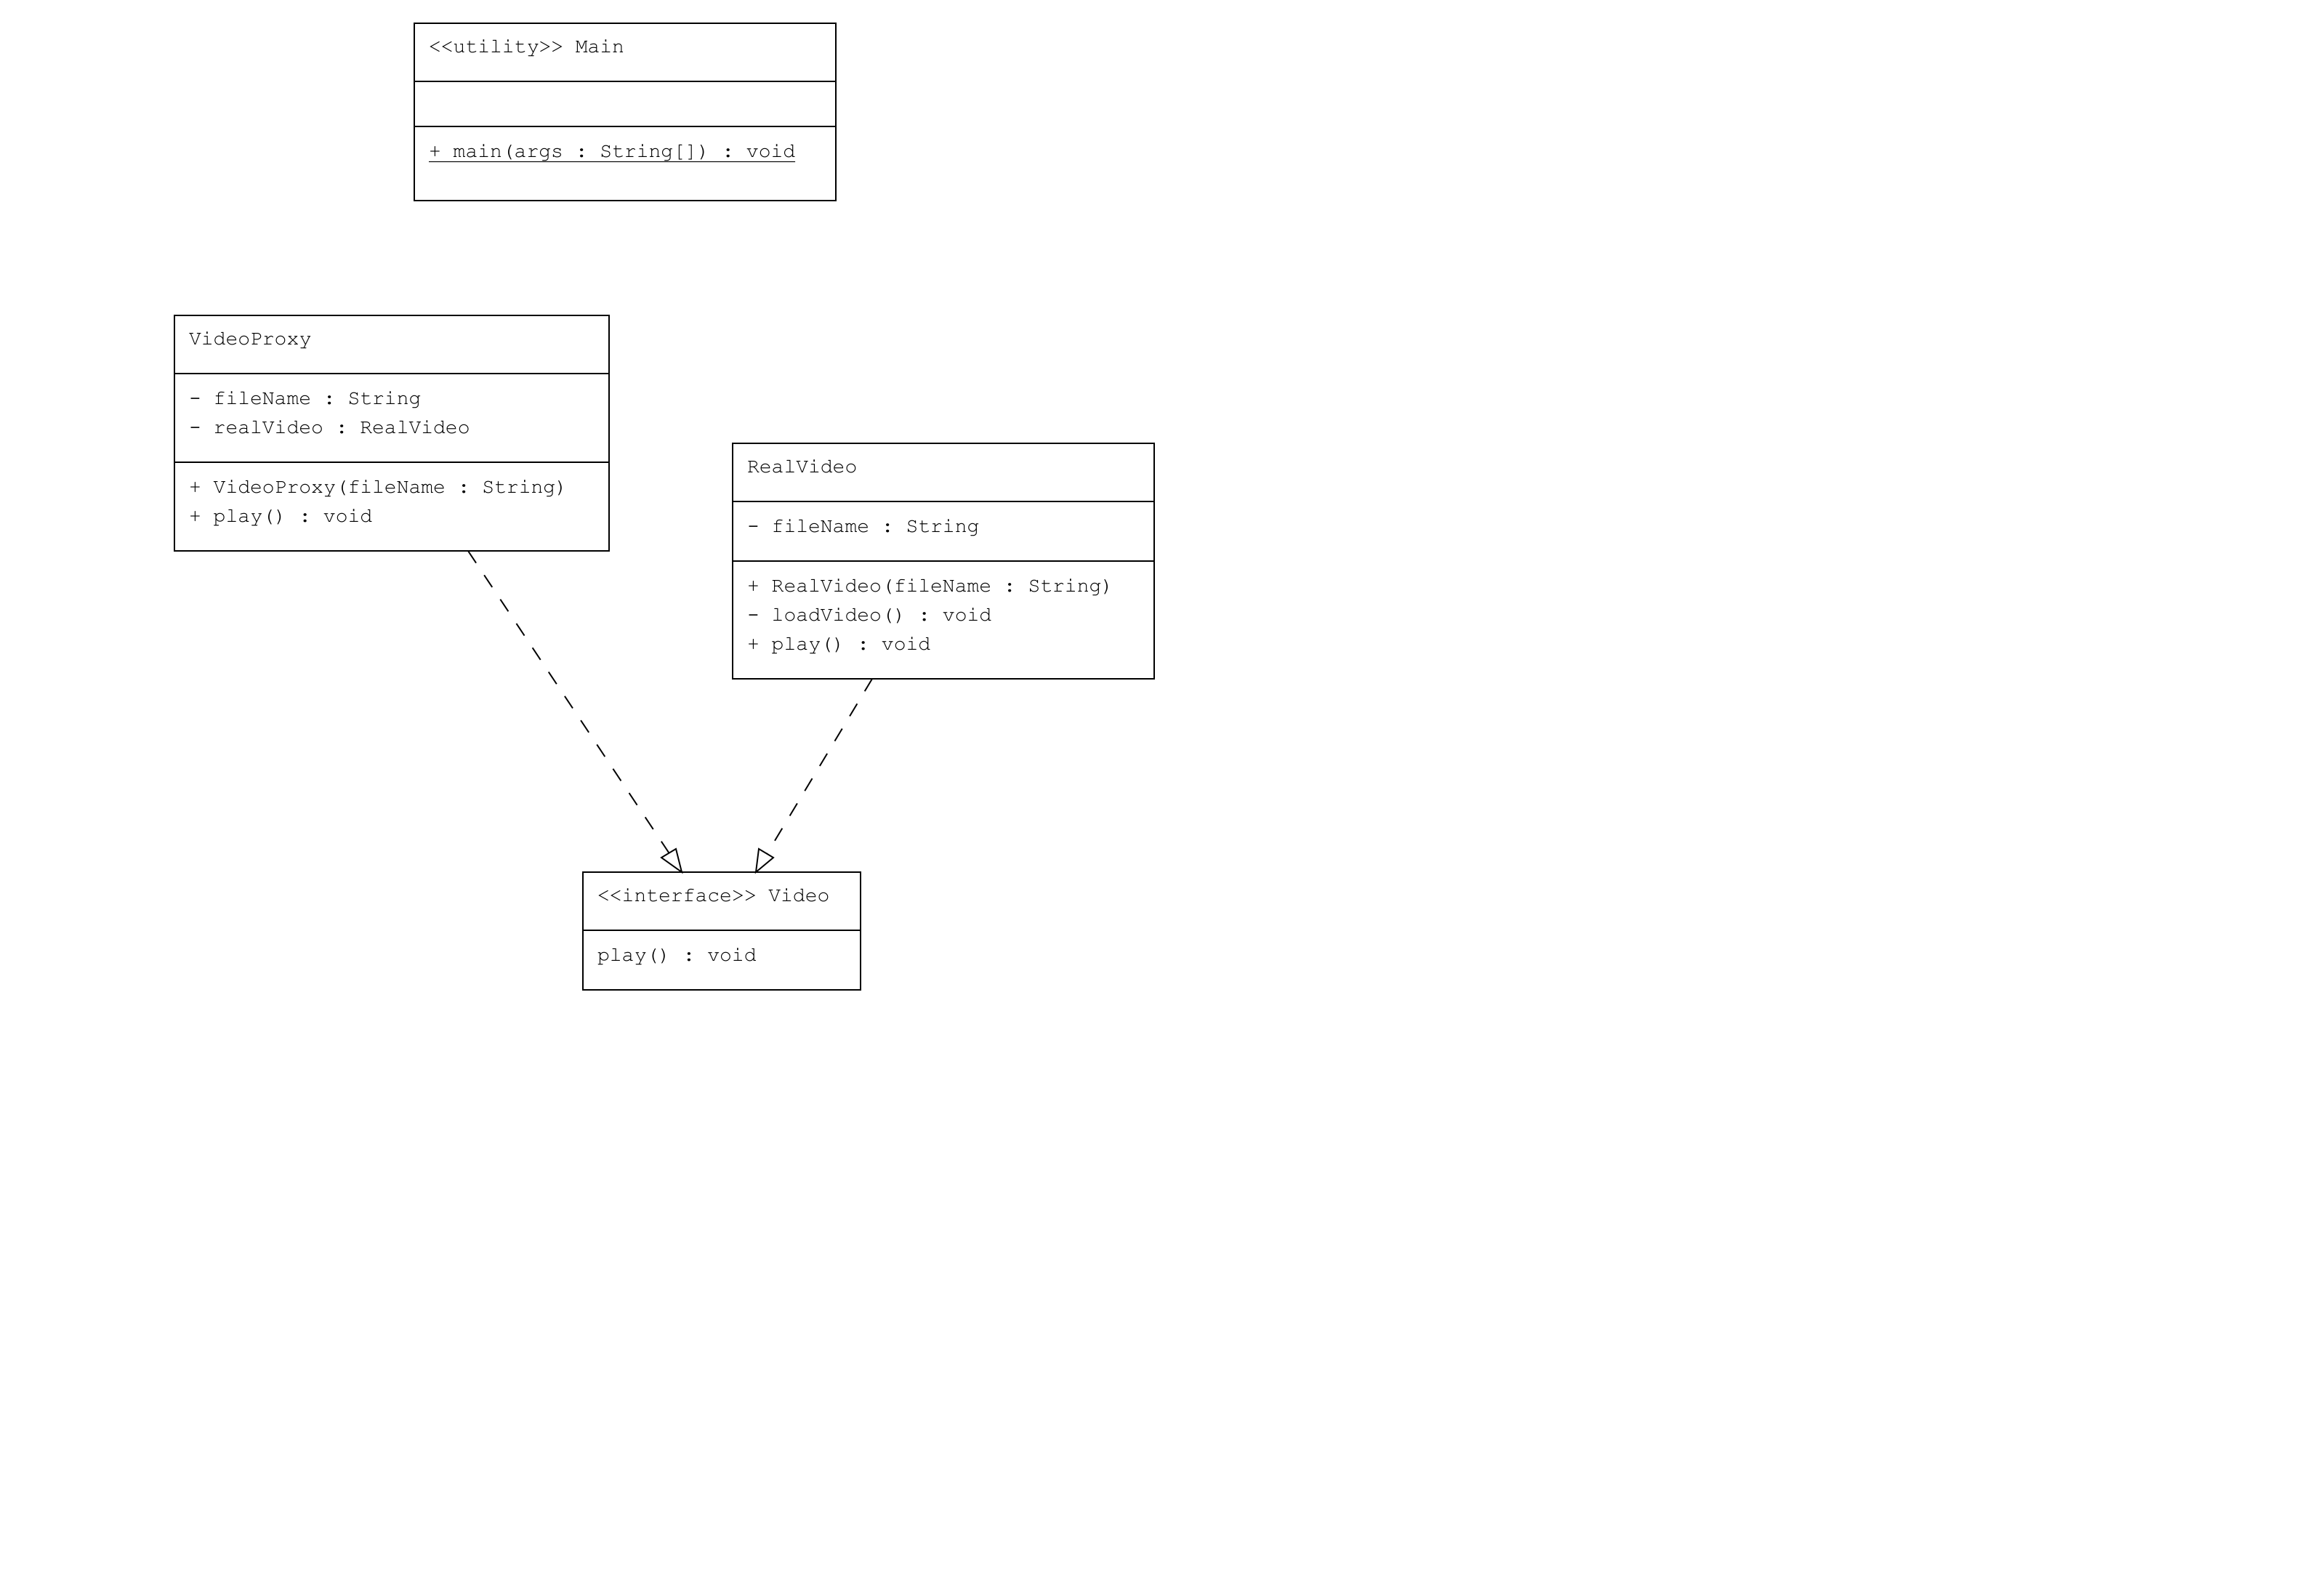 <<utility>> Main
+ main(args : String[]) : void
VideoProxy
- fileName : String
- realVideo : RealVideo
+ VideoProxy(fileName : String)
+ play() : void
RealVideo
- fileName : String
+ RealVideo(fileName : String)
- loadVideo() : void
+ play() : void
<<interface>> Video
play() : void